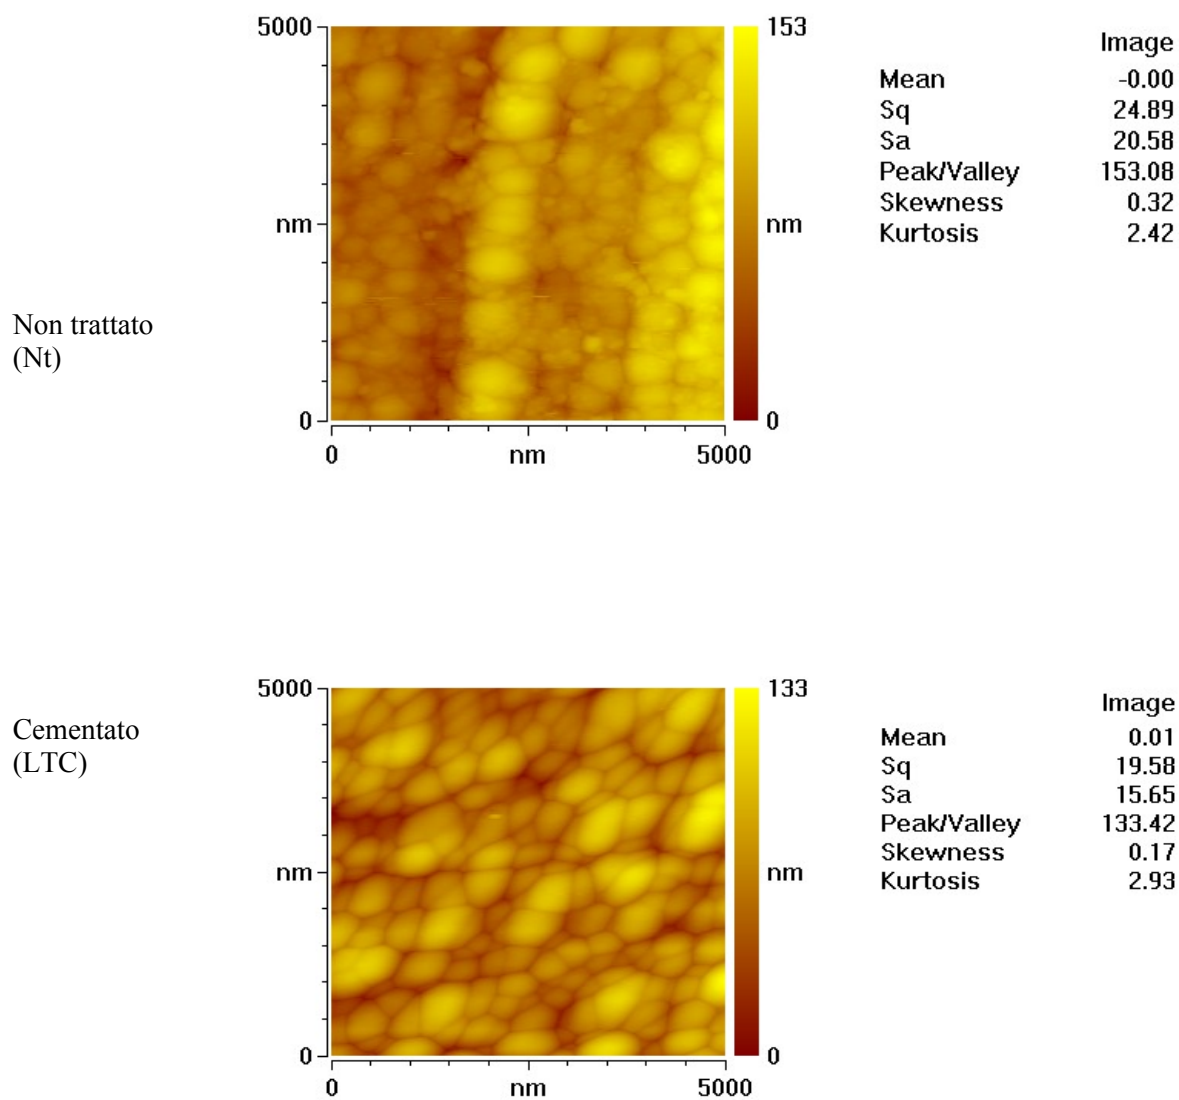 5000
153
nm
nm
0
0
0
nm
5000
Image
Mean -0.00
Sq 24.89
Sa 20.58
Peak/Valley 153.08
Skewness 0.32
Kurtosis 2.42
Non trattato
(Nt)
5000
133
nm
nm
0
0
0
nm
5000
Image
Mean 0.01
Sq 19.58
Sa 15.65
Peak/Valley 133.42
Skewness 0.17
Kurtosis 2.93
Cementato
(LTC)